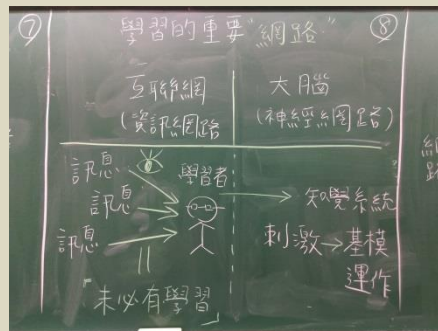 ⑦
學習的重要"網路"
⑧
互聯網
(資訊網路
大腦
(神經網路)
訊息
訊息
訊息
學習者
知覺系統
刺激→基模
運作
未必有學習」
網
路